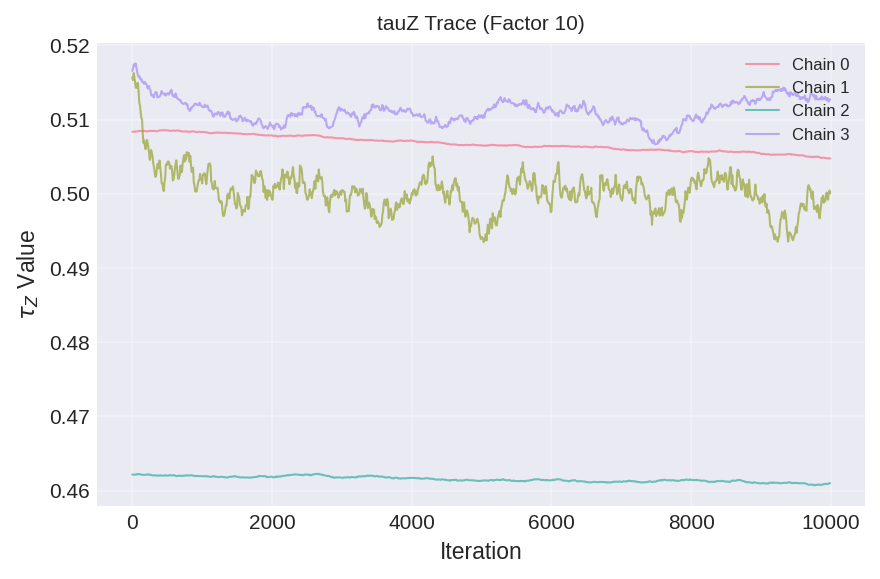 tauZ Trace (Factor 10)
τZ Value
0.52
0.51
0.50
0.49
0.48
0.47
0.46
Chain 0
Chain 1
Chain 2
Chain 3
0 2000 4000 6000 8000 10000
Iteration